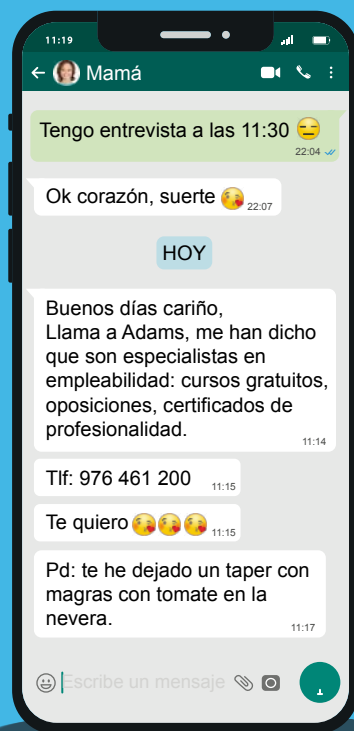 11:19
Mamá
Tengo entrevista a las 11:30 😑
22:04
Ok corazón, suerte 😘 22:07
HOY
Buenos días cariño,
Llama a Adams, me han dicho
que son especialistas en
empleabilidad: cursos gratuitos,
oposiciones, certificados de
profesionalidad.
11:14
Tlf: 976 461 200 11:15
Te quiero 😘😘😘 11:15
Pd: te he dejado un taper con
magras con tomate en la
nevera.
11:17
Escribe un mensaje